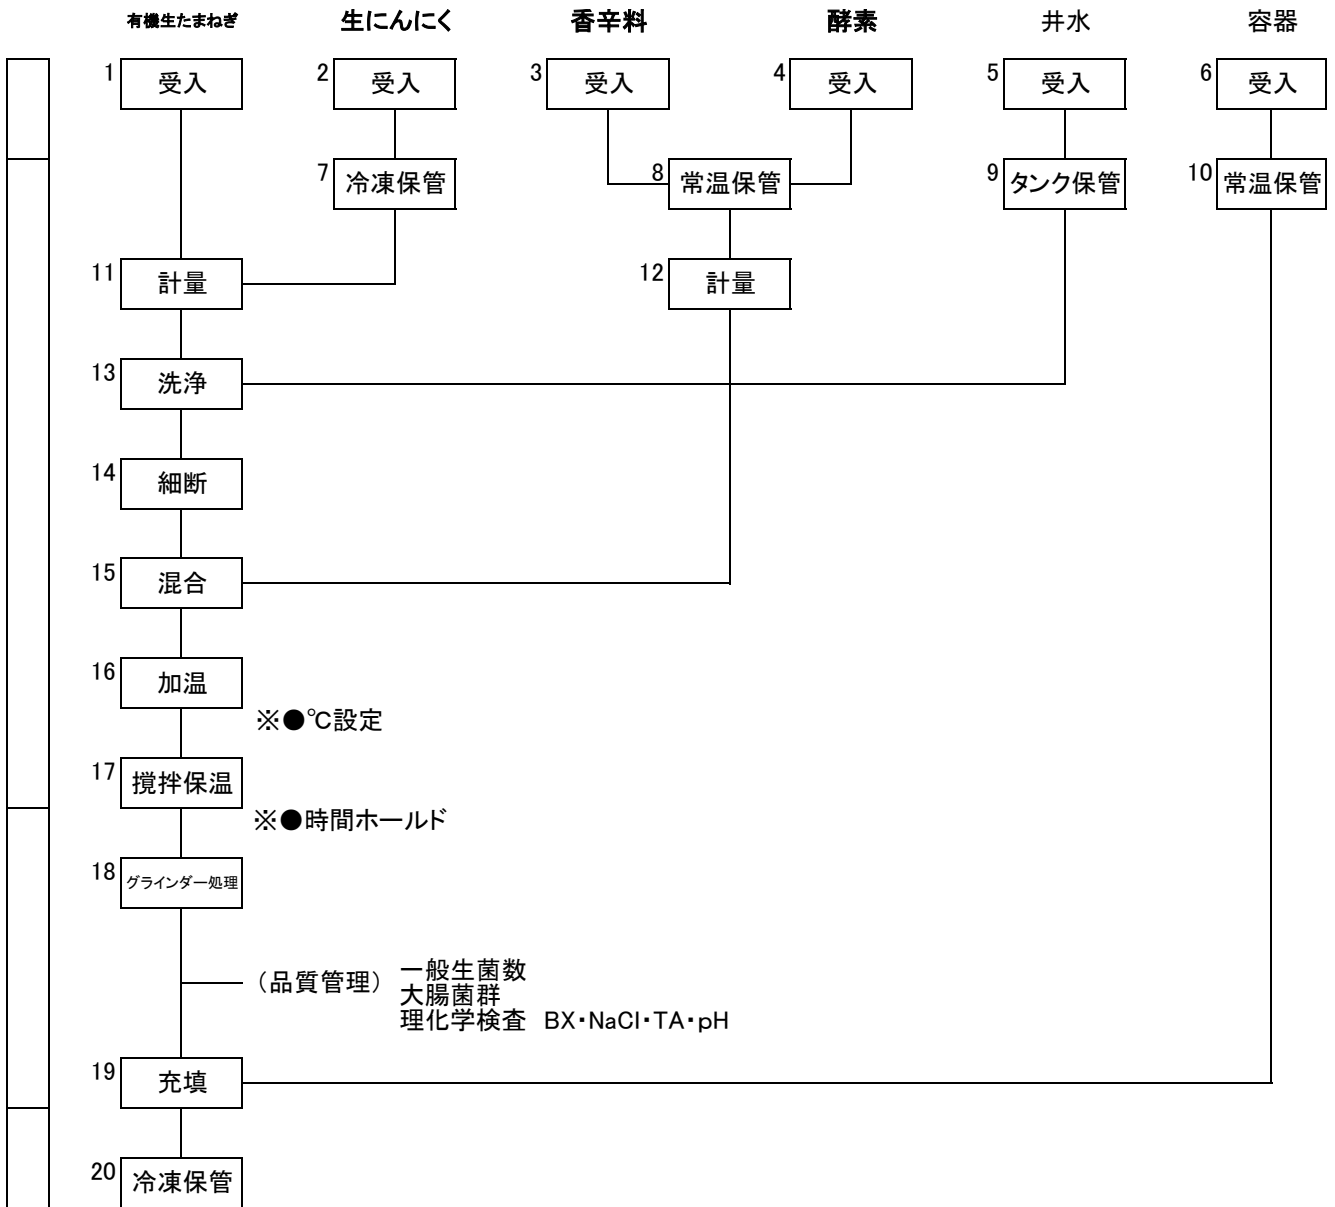 有機生たまねぎ 生にんにく 香辛料 酵素 井水 容器
1 受入 2 受入 3 受入 4 受入 5 受入 6 受入
7 冷凍保管 8 常温保管 9 タンク保管 10 常温保管
11 計量 12 計量
13 洗浄
14 細断
15 混合
16 加温
※●℃設定
17 撹拌保温
※●時間ホールド
18 グラインダー処理
（品質管理） 一般生菌数
大腸菌群
理化学検査 BX・NaCl・TA・pH
19 充填
20 冷凍保管